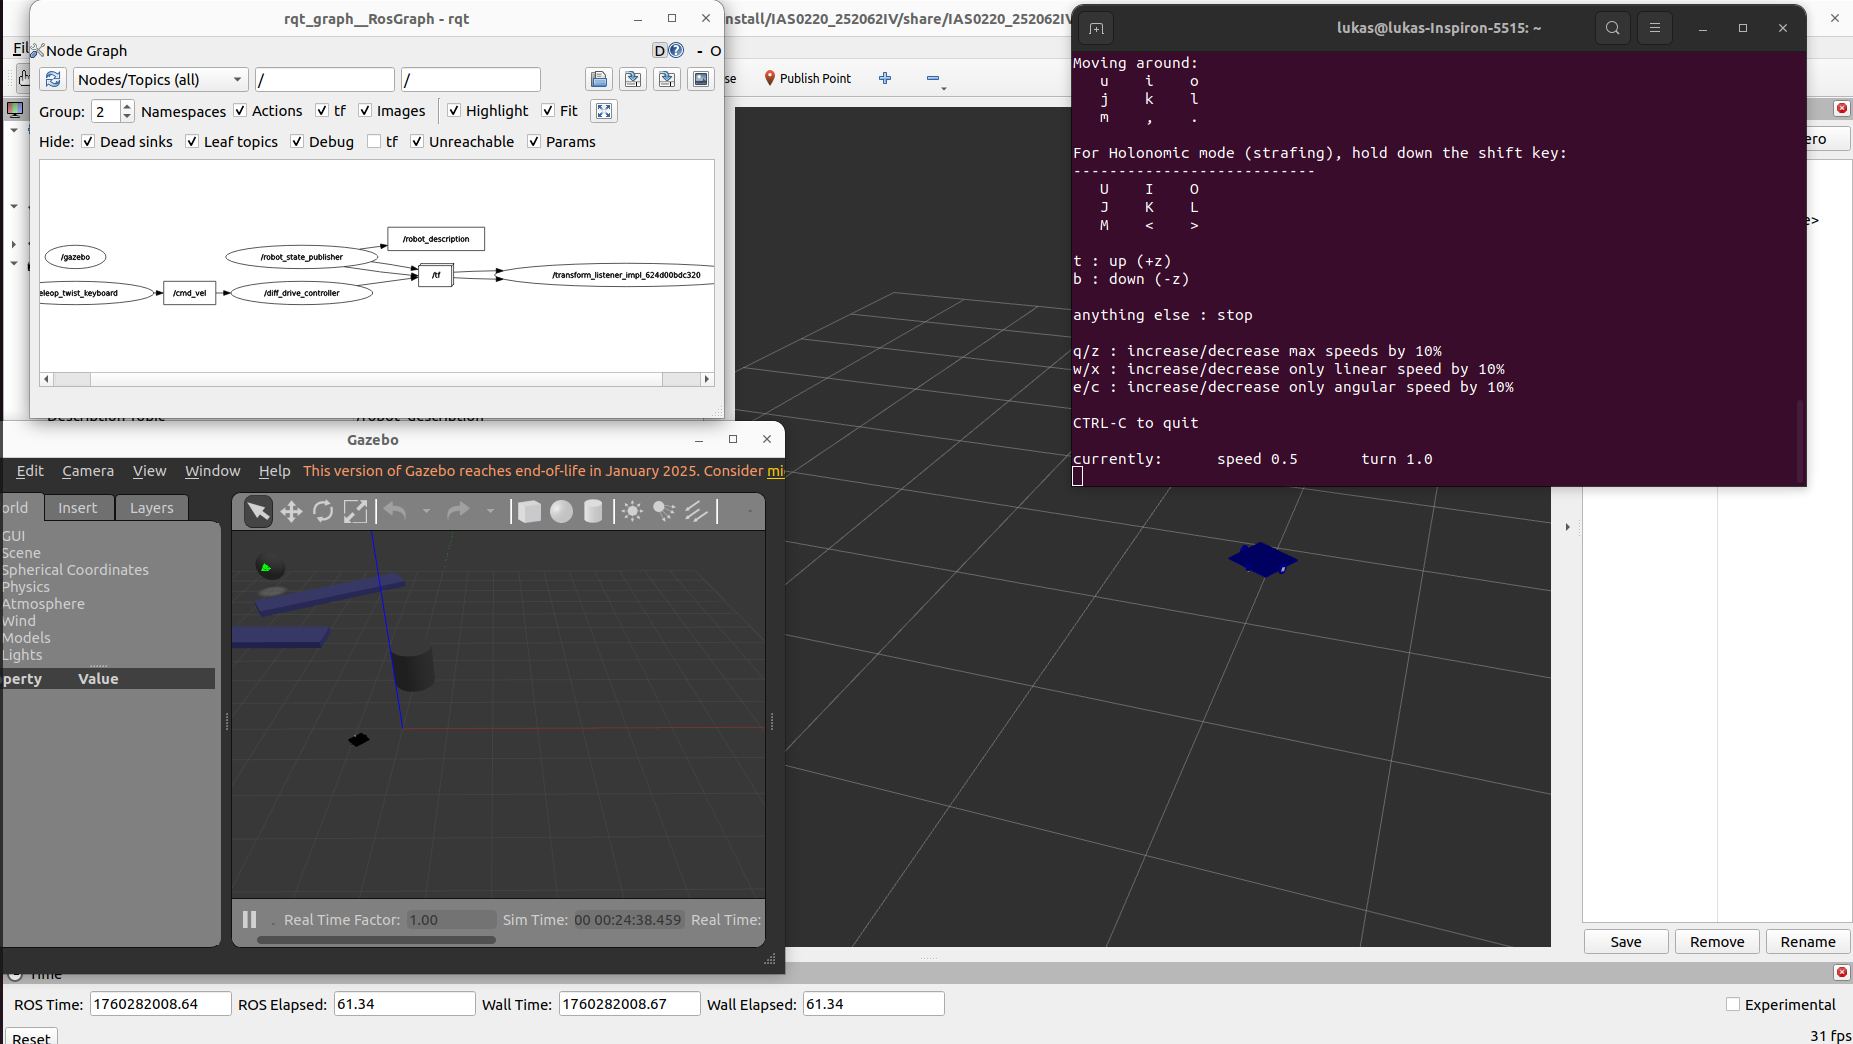 rqt_graph__RosGraph - rqt
Node Graph
D
- O
Nodes/Topics (all)
/
/
Group: 2 Namespaces Actions tf Images Highlight Fit
Hide: Dead sinks Leaf topics Debug tf Unreachable Params
/robot_description
/gazebo
/robot_state_publisher
/tf
/transform_listener_impl_624d00bdc320
eleop_twist_keyboard
/cmd_vel
/diff_drive_controller
nstall/IAS0220_252062IV/share/IAS0220_252062IV
Fil
se
Publish Point
lukas@lukas-Inspiron-5515: ~
Moving around:
u i o
j k l
m , .
For Holonomic mode (strafing), hold down the shift key:
---------------------------
U I O
J K L
M < >
t : up (+z)
b : down (-z)
anything else : stop
q/z : increase/decrease max speeds by 10%
w/x : increase/decrease only linear speed by 10%
e/c : increase/decrease only angular speed by 10%
CTRL-C to quit
currently: speed 0.5 turn 1.0
ero
e>
Description Topic /robot_description
Gazebo
Edit Camera View Window Help This version of Gazebo reaches end-of-life in January 2025. Consider mi
orld Insert Layers
GUI
Scene
Spherical Coordinates
Physics
Atmosphere
Wind
Models
Lights
perty Value
Real Time Factor: 1.00 Sim Time: 00 00:24:38.459 Real Time:
Save Remove Rename
Time
ROS Time: 1760282008.64 ROS Elapsed: 61.34 Wall Time: 1760282008.67 Wall Elapsed: 61.34
Experimental
Reset
31 fps